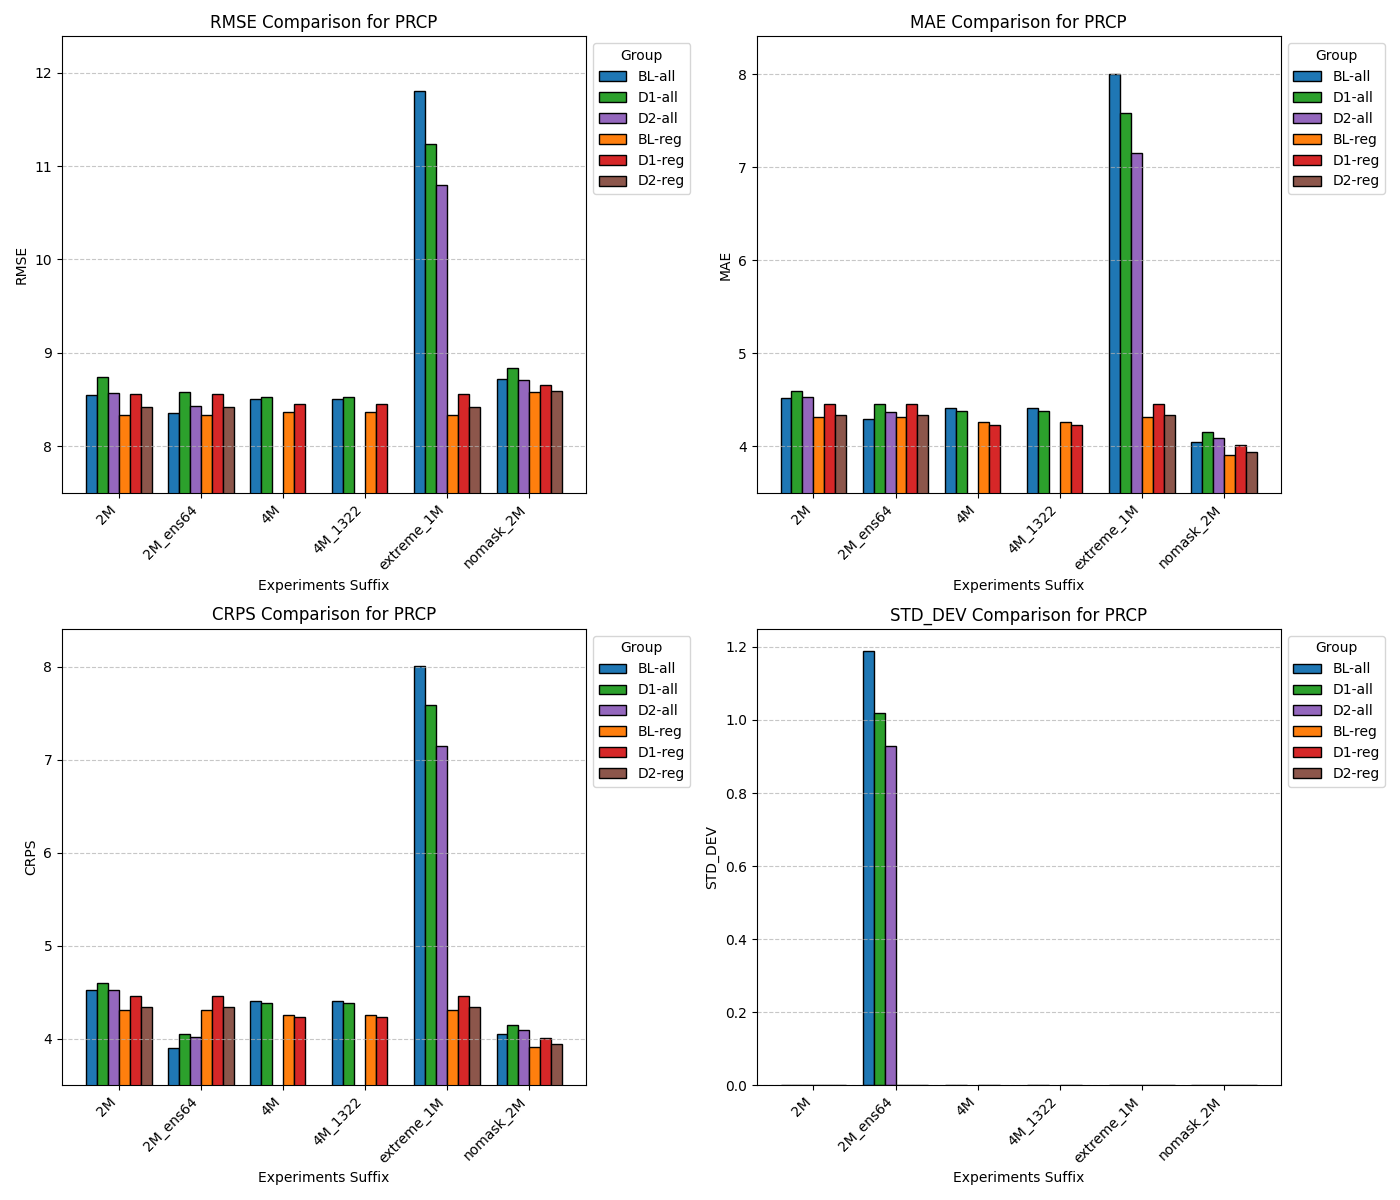 RMSE Comparison for PRCP
RMSE
12
11
10
9
8
2M
2M_ens64
4M
4M_1322
extreme_1M
nomask_2M
Experiments Suffix
Group
BL-all
D1-all
D2-all
BL-reg
D1-reg
D2-reg
MAE Comparison for PRCP
MAE
8
7
6
5
4
2M
2M_ens64
4M
4M_1322
extreme_1M
nomask_2M
Experiments Suffix
Group
BL-all
D1-all
D2-all
BL-reg
D1-reg
D2-reg
CRPS Comparison for PRCP
CRPS
8
7
6
5
4
2M
2M_ens64
4M
4M_1322
extreme_1M
nomask_2M
Experiments Suffix
Group
BL-all
D1-all
D2-all
BL-reg
D1-reg
D2-reg
STD_DEV Comparison for PRCP
STD_DEV
1.2
1.0
0.8
0.6
0.4
0.2
0.0
2M
2M_ens64
4M
4M_1322
extreme_1M
nomask_2M
Experiments Suffix
Group
BL-all
D1-all
D2-all
BL-reg
D1-reg
D2-reg